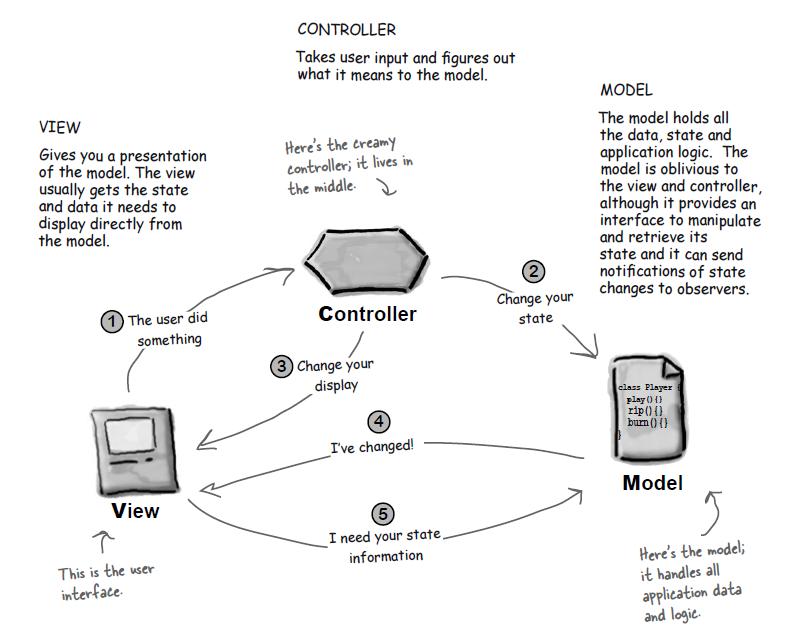 CONTROLLER
Takes user input and figures out
what it means to the model.
MODEL
The model holds all
the data, state and
application logic. The
model is oblivious to
the view and controller,
although it provides an
interface to manipulate
and retrieve its
state and it can send
notifications of state
changes to observers.
VIEW
Gives you a presentation
of the model. The view
usually gets the state
and data it needs to
display directly from
the model.
Here's the creamy
controller; it lives in
the middle.
Controller
1 The user did
something
2
Change your
state
3 Change your
display
4
I've changed!
5
I need your state
information
class Player {
play(){}
rip(){}
burn(){}
}
View
Model
This is the user
interface.
Here's the model;
it handles all
application data
and logic.